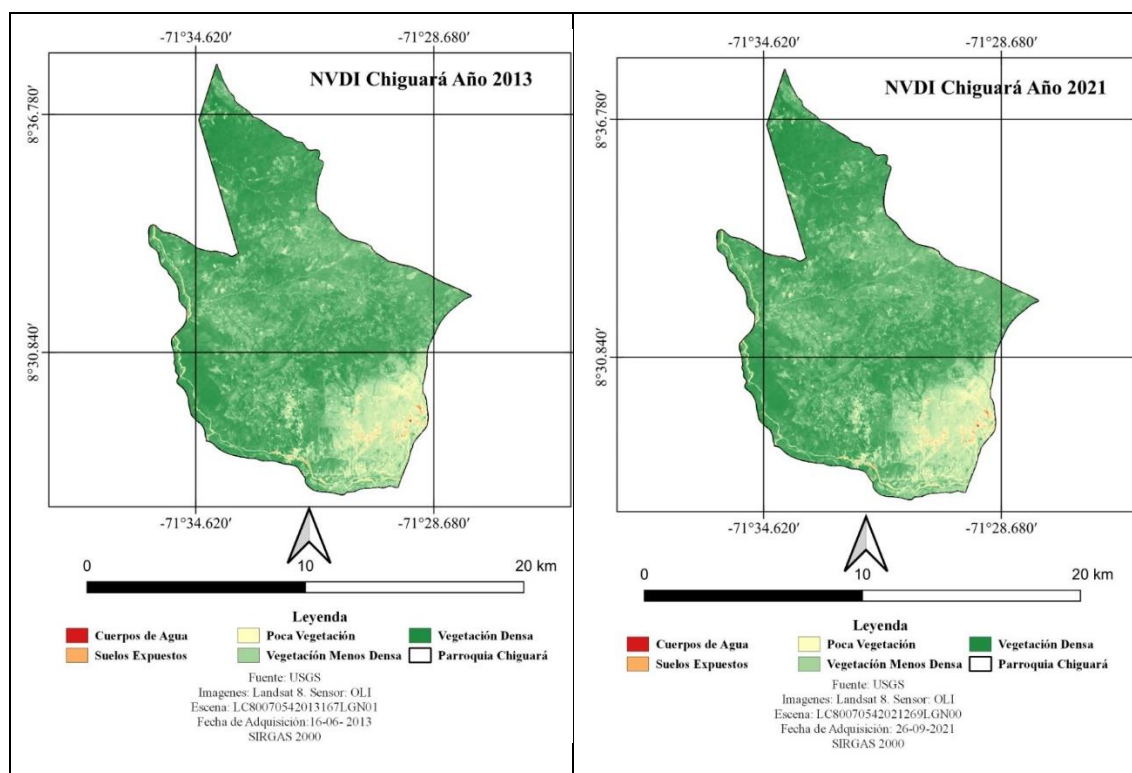 -71°34.620′ -71°28.680′
NVDI Chiguará Año 2013
8°36.780′
8°30.840′
-71°34.620′ -71°28.680′
0 10 20 km
Leyenda
Cuerpos de Agua Poca Vegetación Vegetación Densa
Suelos Expuestos Vegetación Menos Densa Parroquia Chiguará
Fuente: USGS
Imagenes: Landsat 8. Sensor: OLI
Escena: LC80070542013167LGN01
Fecha de Adquisición:16-06- 2013
SIRGAS 2000
-71°34.620′ -71°28.680′
NVDI Chiguará Año 2021
8°36.780′
8°30.840′
-71°34.620′ -71°28.680′
0 10 20 km
Leyenda
Cuerpos de Agua Poca Vegetación Vegetación Densa
Suelos Expuestos Vegetación Menos Densa Parroquia Chiguará
Fuente: USGS
Imagenes: Landsat 8. Sensor: OLI
Escena: LC80070542021269LGN00
Fecha de Adquisición: 26-09-2021
SIRGAS 2000